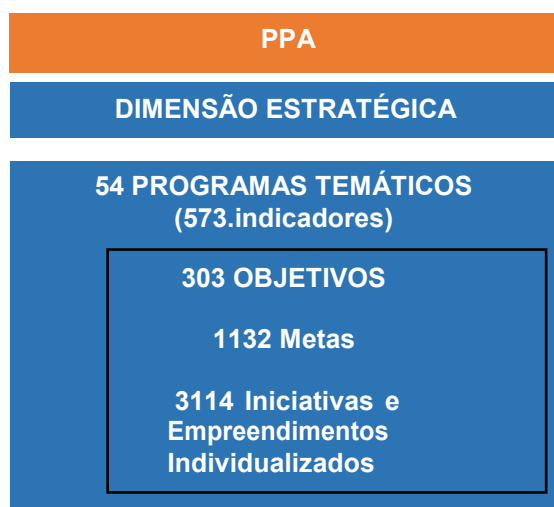 PPA
DIMENSÃO ESTRATÉGICA
54 PROGRAMAS TEMÁTICOS
(573.indicadores)
303 OBJETIVOS
1132 Metas
3114 Iniciativas e
Empreendimentos
Individualizados